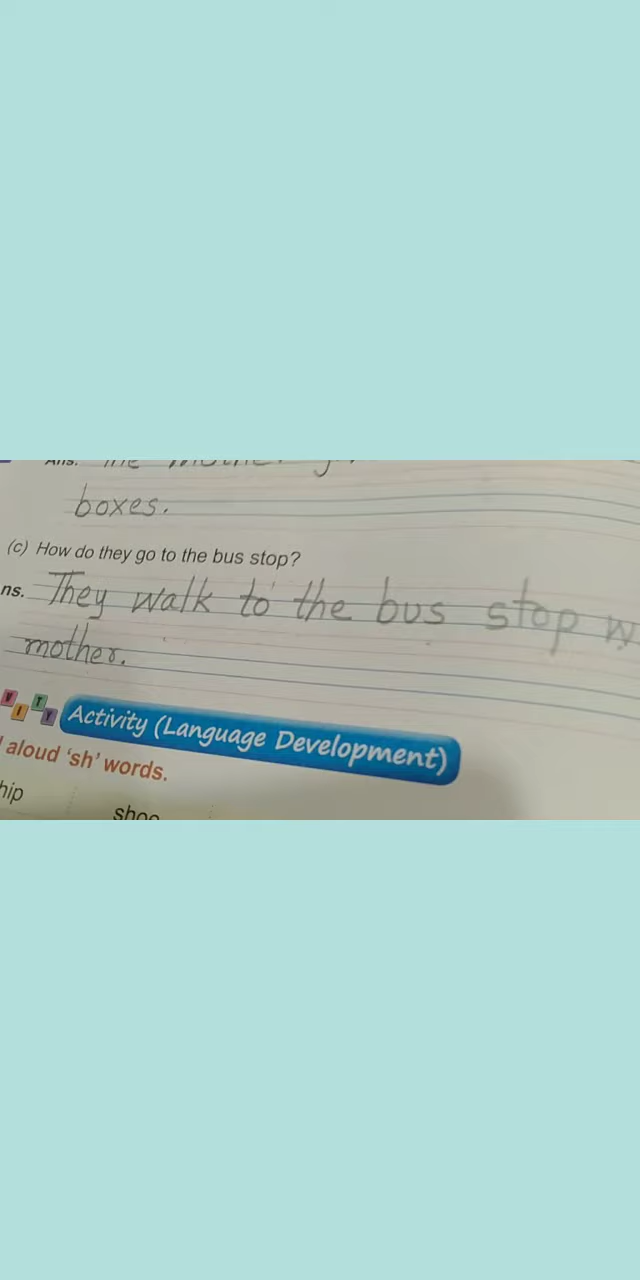 boxes.
(c) How do they go to the bus stop?
ns. They walk to the bus stop w
mother.
V I T Y
Activity (Language Development)
aloud 'sh' words.
hip shoe